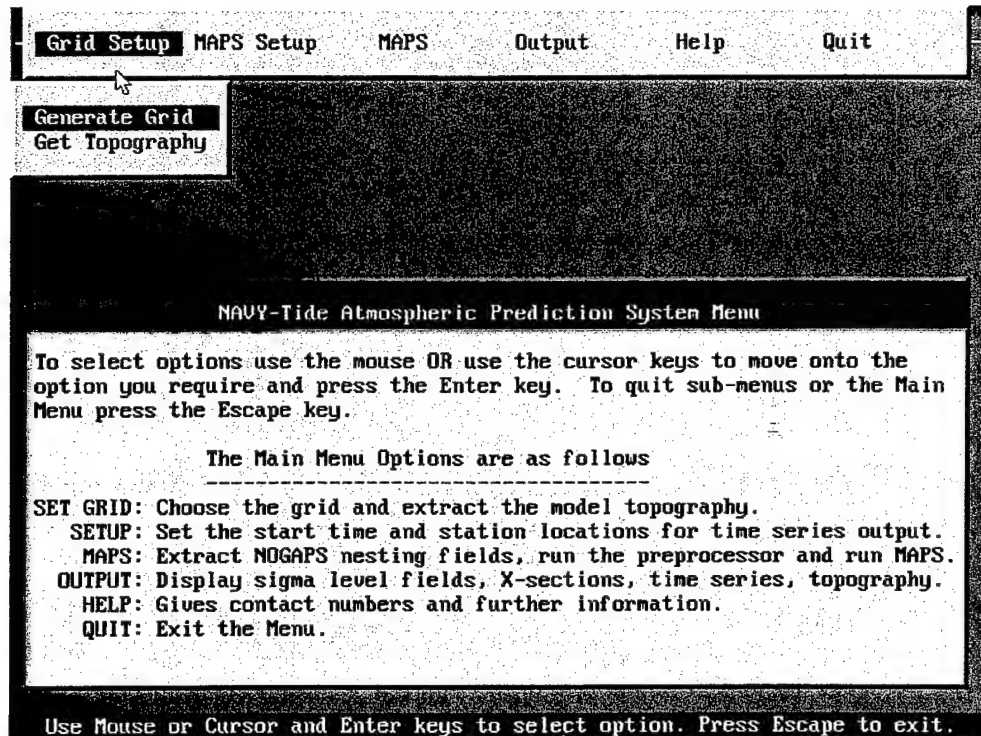 Grid Setup MAPS Setup MAPS Output Help Quit
Generate Grid
Get Topography
NAVY-Tide Atmospheric Prediction System Menu
To select options use the mouse OR use the cursor keys to move onto the
option you require and press the Enter key. To quit sub-menus or the Main
Menu press the Escape key.
The Main Menu Options are as follows
------------------------------------
SET GRID: Choose the grid and extract the model topography.
SETUP: Set the start time and station locations for time series output.
MAPS: Extract NOGAPS nesting fields, run the preprocessor and run MAPS.
OUTPUT: Display sigma level fields, X-sections, time series, topography.
HELP: Gives contact numbers and further information.
QUIT: Exit the Menu.
Use Mouse or Cursor and Enter keys to select option. Press Escape to exit.